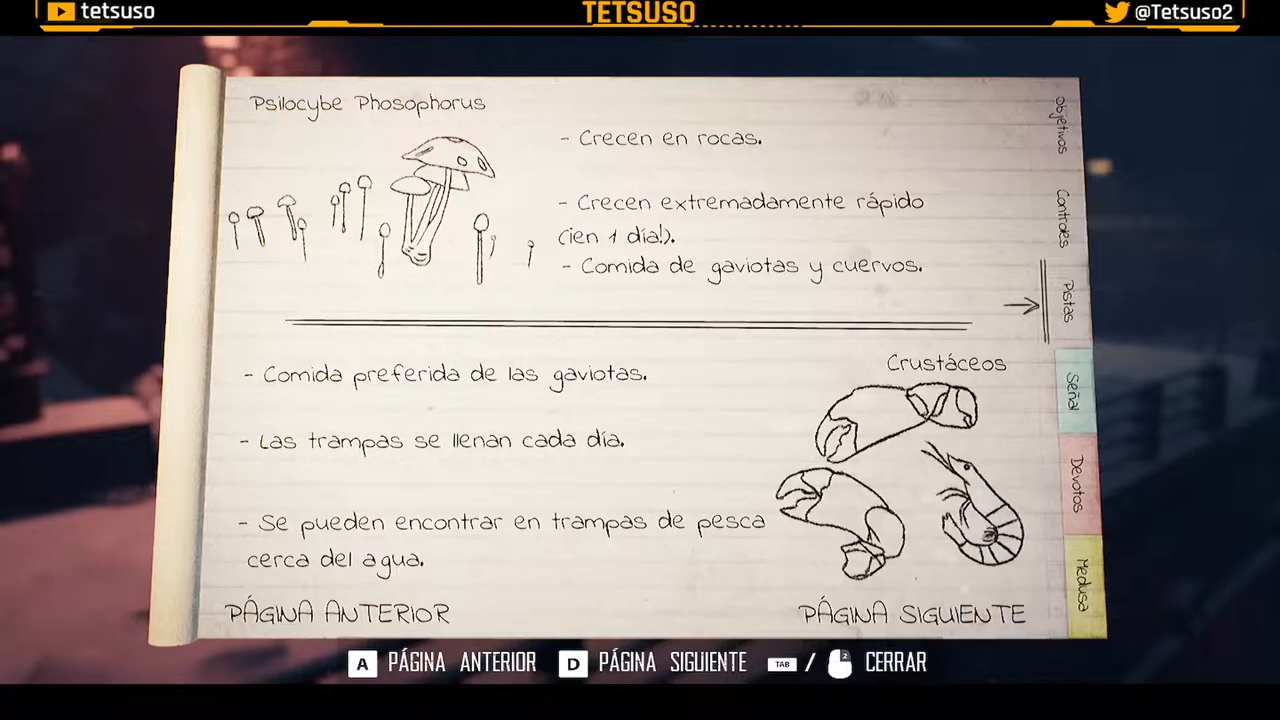 tetsuso
TETSUSO
@Tetsuso2
Psilocybe Phosophorus
- Crecen en rocas.
- Crecen extremadamente rápido
(¡en 1 día!).
- Comida de gaviotas y cuervos.
Objetivos
Controles
Pistas
Señal
Devotos
Medusa
Crustáceos
- Comida preferida de las gaviotas.
- Las trampas se llenan cada día.
- Se pueden encontrar en trampas de pesca
cerca del agua.
PÁGINA ANTERIOR
PÁGINA SIGUIENTE
A PÁGINA ANTERIOR D PÁGINA SIGUIENTE TAB / 2 CERRAR